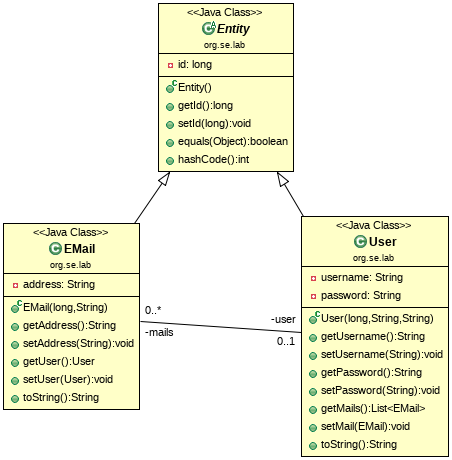 <<Java Class>>
Entity
org.se.lab
id: long
Entity()
getId():long
setId(long):void
equals(Object):boolean
hashCode():int
<<Java Class>>
EMail
org.se.lab
address: String
EMail(long,String)
getAddress():String
setAddress(String):void
getUser():User
setUser(User):void
toString():String
0..*
-mails
-user
0..1
<<Java Class>>
User
org.se.lab
username: String
password: String
User(long,String,String)
getUsername():String
setUsername(String):void
getPassword():String
setPassword(String):void
getMails():List<EMail>
setMail(EMail):void
toString():String